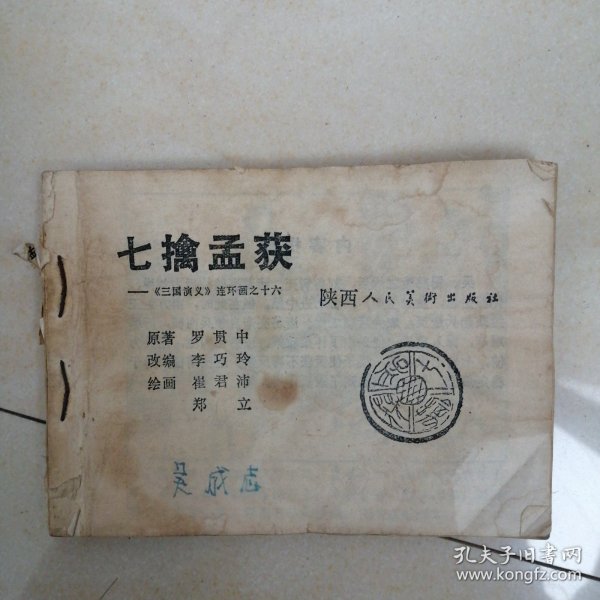 七擒孟获
——《三国演义》连环画之十六
陕西人民美術出版社
原著 罗贯中
改编 李巧玲
绘画 崔君沛
郑立
吴成志
孔夫子旧书网
www.kongfz.com